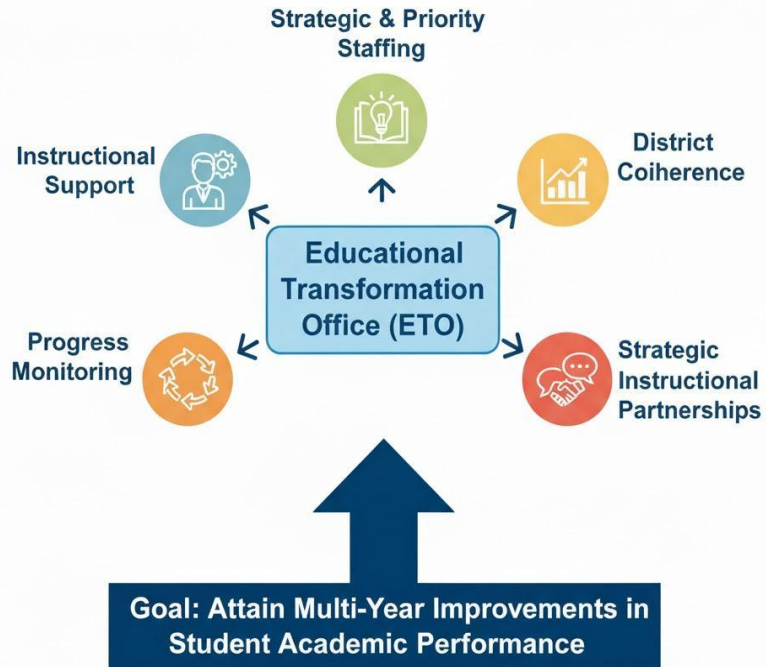 Strategic & Priority
Staffing
Instructional
Support
District
Coiherence
Educational
Transformation
Office (ETO)
Progress
Monitoring
Strategic
Instructional
Partnerships
Goal: Attain Multi-Year Improvements in
Student Academic Performance